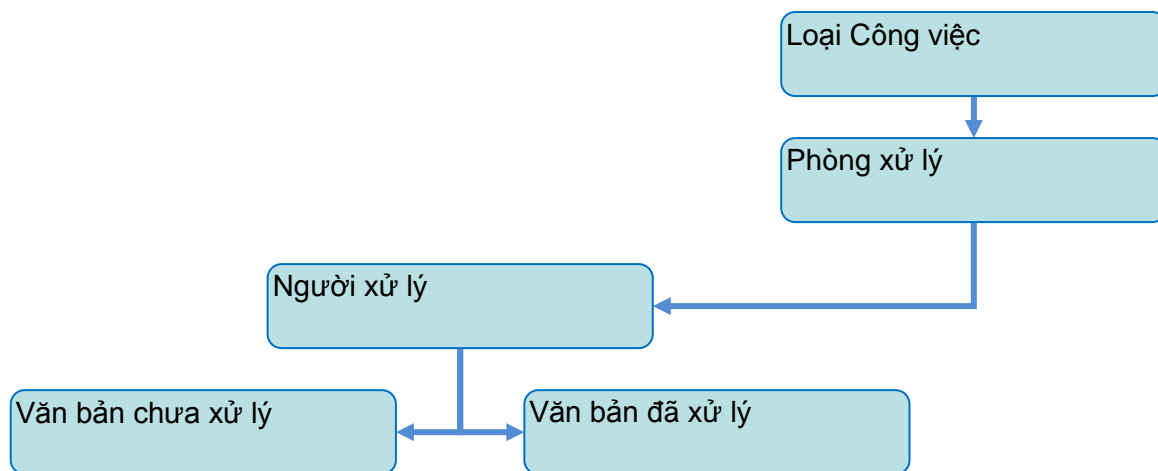 Loại Công việc
Phòng xử lý
Người xử lý
Văn bản chưa xử lý
Văn bản đã xử lý